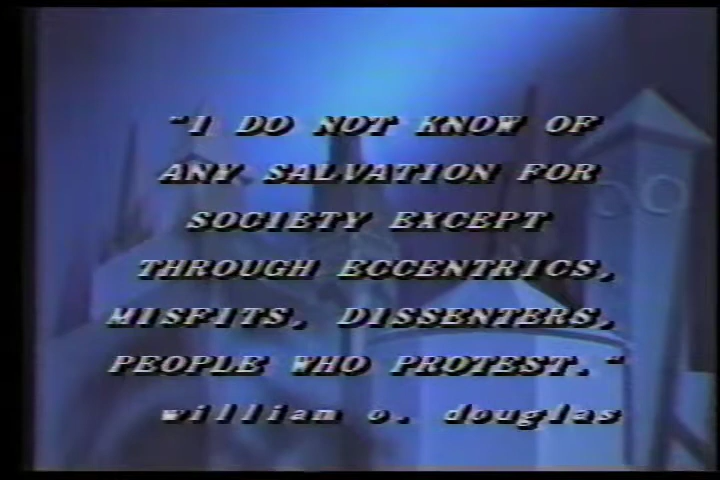 "I DO NOT KNOW OF
ANY SALVATION FOR
SOCIETY EXCEPT
THROUGH ECCENTRICS,
MISFITS, DISSENTERS,
PEOPLE WHO PROTEST."
william o. douglas